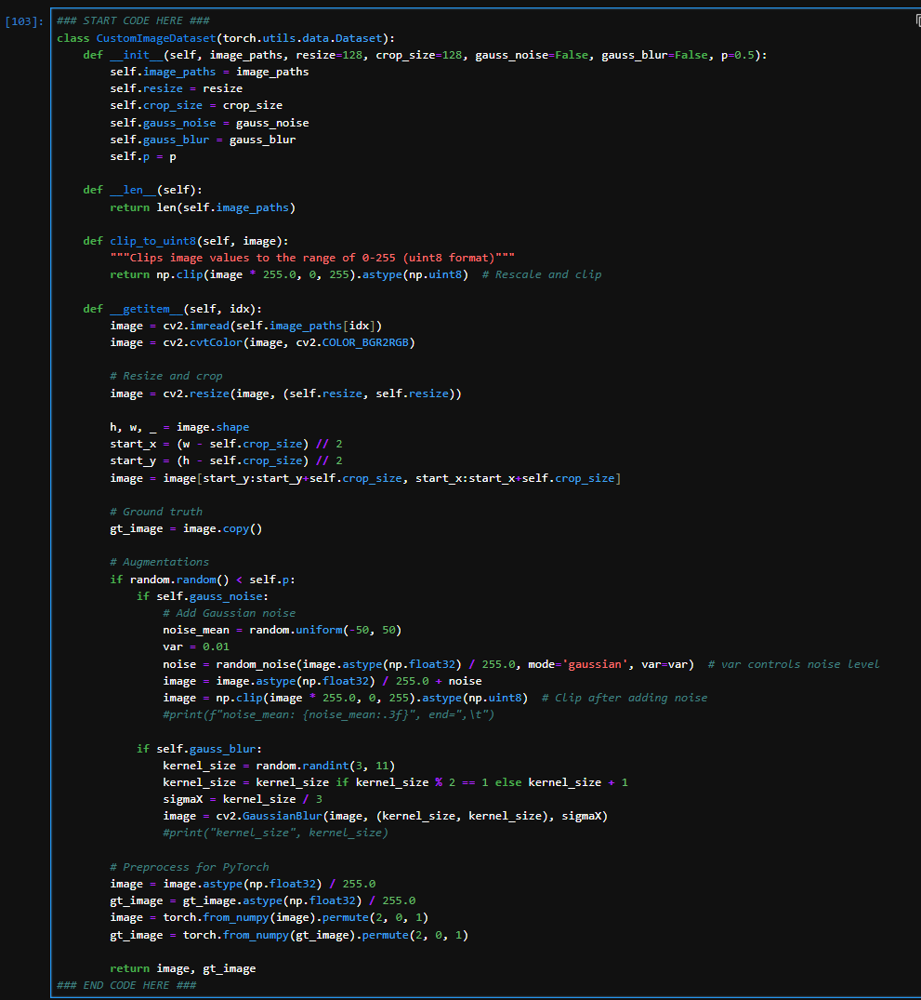 [103]: ### START CODE HERE ###
class CustomImageDataset(torch.utils.data.Dataset):
    def __init__(self, image_paths, resize=128, crop_size=128, gauss_noise=False, gauss_blur=False, p=0.5):
        self.image_paths = image_paths
        self.resize = resize
        self.crop_size = crop_size
        self.gauss_noise = gauss_noise
        self.gauss_blur = gauss_blur
        self.p = p

    def __len__(self):
        return len(self.image_paths)

    def clip_to_uint8(self, image):
        """Clips image values to the range of 0-255 (uint8 format)"""
        return np.clip(image * 255.0, 0, 255).astype(np.uint8)  # Rescale and clip

    def __getitem__(self, idx):
        image = cv2.imread(self.image_paths[idx])
        image = cv2.cvtColor(image, cv2.COLOR_BGR2RGB)

        # Resize and crop
        image = cv2.resize(image, (self.resize, self.resize))

        h, w, _ = image.shape
        start_x = (w - self.crop_size) // 2
        start_y = (h - self.crop_size) // 2
        image = image[start_y:start_y+self.crop_size, start_x:start_x+self.crop_size]

        # Ground truth
        gt_image = image.copy()

        # Augmentations
        if random.random() < self.p:
            if self.gauss_noise:
                # Add Gaussian noise
                noise_mean = random.uniform(-50, 50)
                var = 0.01
                noise = random_noise(image.astype(np.float32) / 255.0, mode='gaussian', var=var)  # var controls noise level
                image = image.astype(np.float32) / 255.0 + noise
                image = np.clip(image * 255.0, 0, 255).astype(np.uint8)  # Clip after adding noise
                #print(f"noise_mean: {noise_mean:.3f}", end=",\t")

            if self.gauss_blur:
                kernel_size = random.randint(3, 11)
                kernel_size = kernel_size if kernel_size % 2 == 1 else kernel_size + 1
                sigmaX = kernel_size / 3
                image = cv2.GaussianBlur(image, (kernel_size, kernel_size), sigmaX)
                #print("kernel_size", kernel_size)

        # Preprocess for PyTorch
        image = image.astype(np.float32) / 255.0
        gt_image = gt_image.astype(np.float32) / 255.0
        image = torch.from_numpy(image).permute(2, 0, 1)
        gt_image = torch.from_numpy(gt_image).permute(2, 0, 1)

        return image, gt_image
### END CODE HERE ###